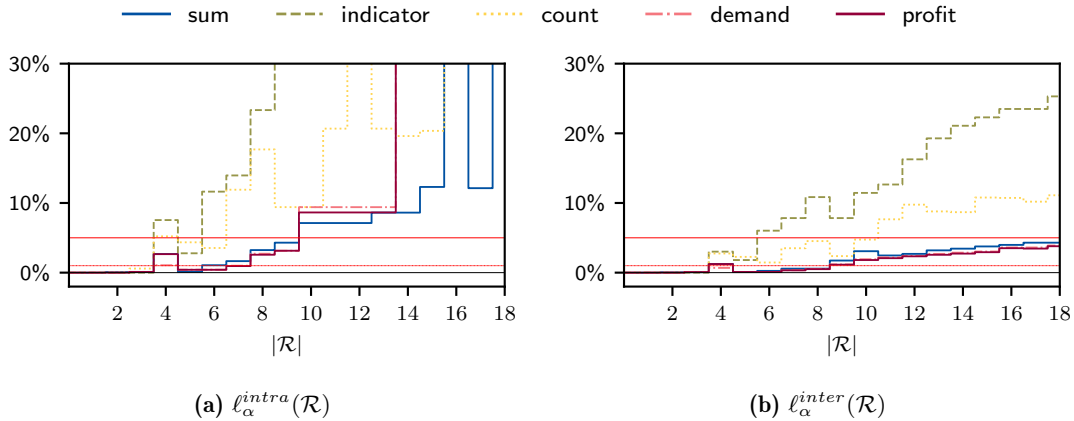 sum indicator count demand profit
30% 30%
20% 20%
10% 10%
0% 0%
2 4 6 8 10 12 14 16 18 2 4 6 8 10 12 14 16 18
|ℛ| |ℛ|
(a) ℓ_α^{intra}(ℛ) (b) ℓ_α^{inter}(ℛ)